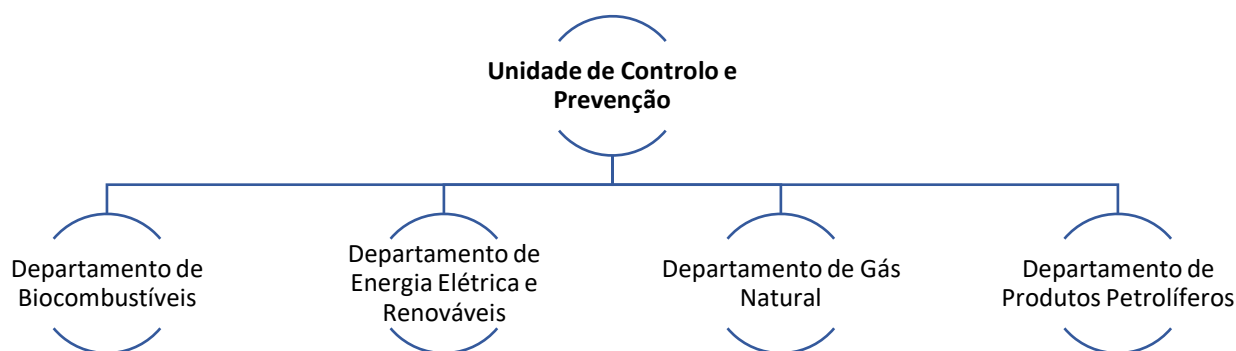 Unidade de Controlo e
Prevenção
Departamento de
Biocombustíveis
Departamento de
Energia Elétrica e
Renováveis
Departamento de Gás
Natural
Departamento de
Produtos Petrolíferos